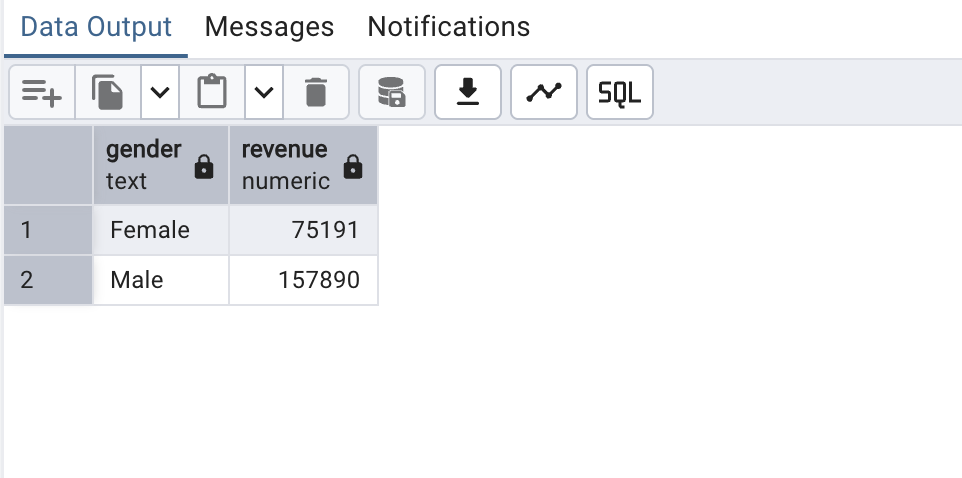 Data Output Messages Notifications
SQL
gender revenue
text numeric
1 Female 75191
2 Male 157890